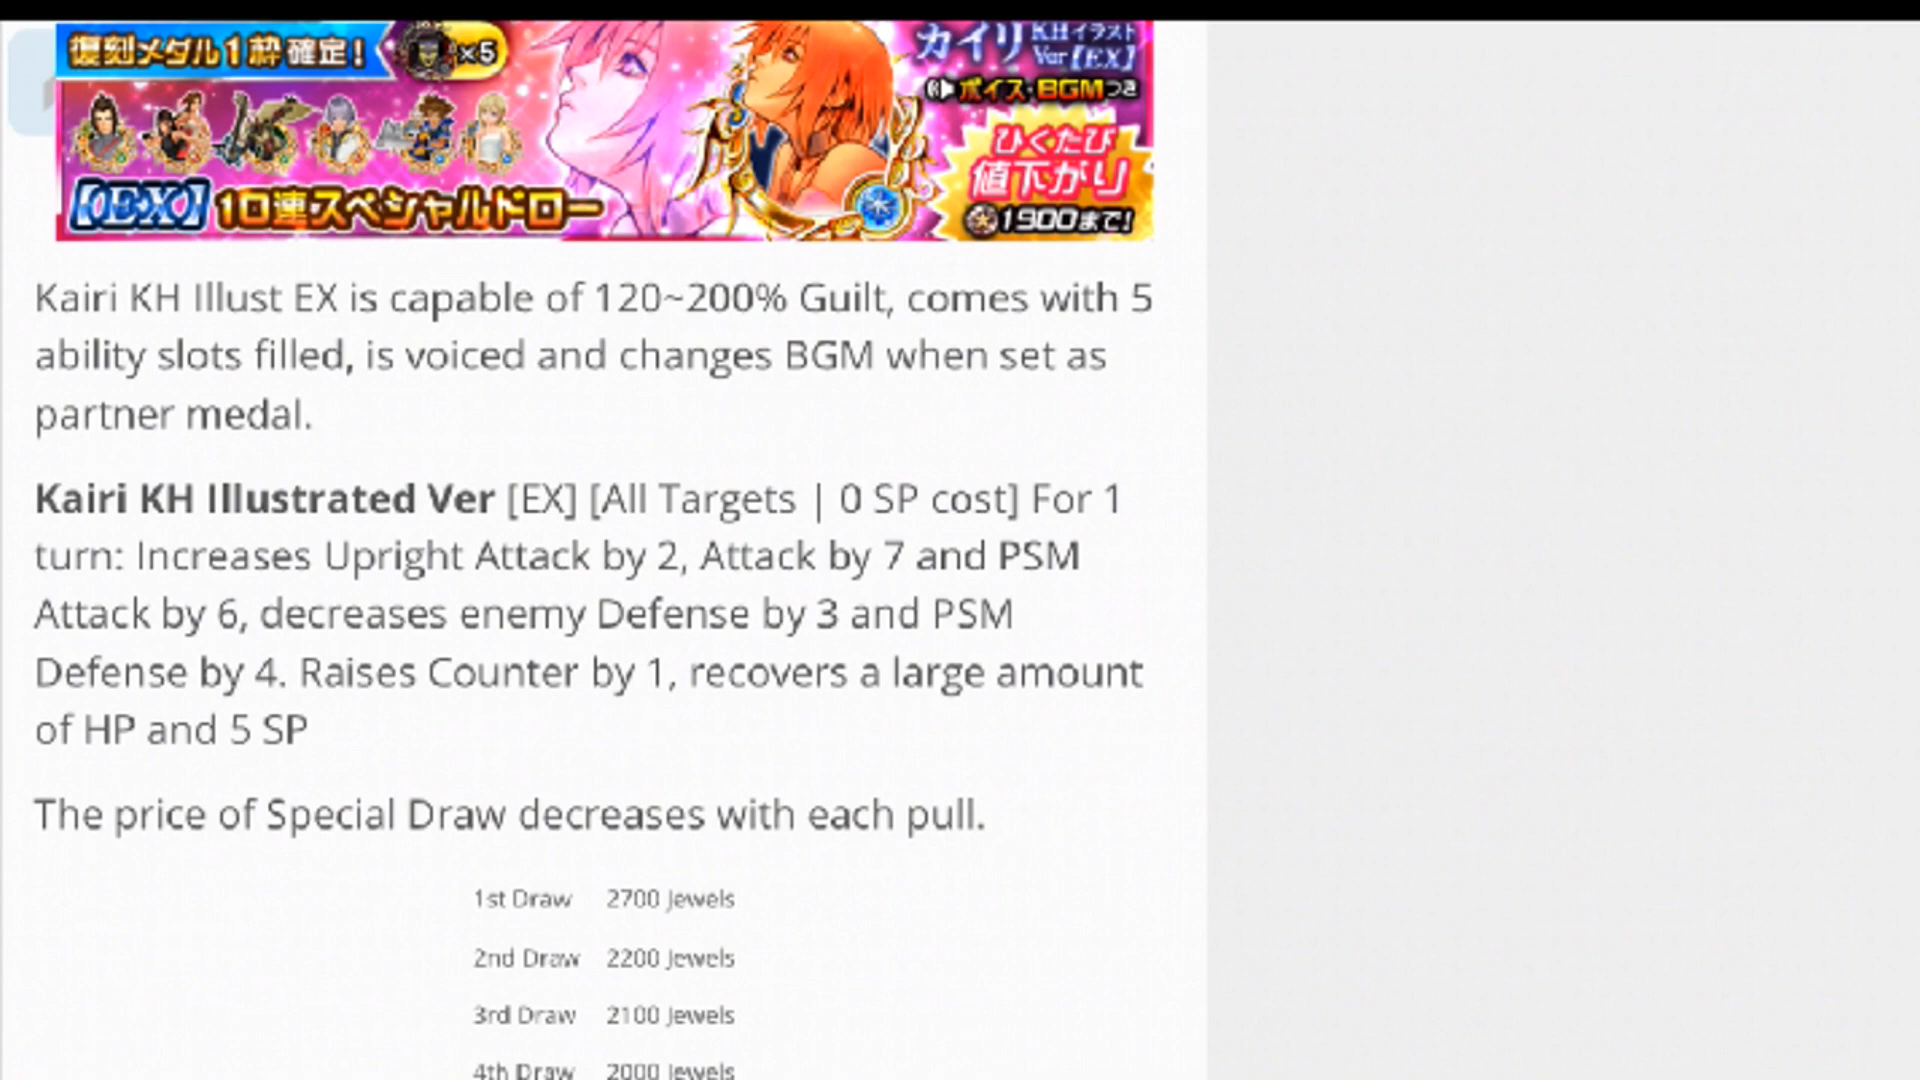 復刻メダル1枠確定！ ×5
カイリ KHイラスト
Ver【EX】
ボイス・BGMつき
ひくたび
値下がり
1900まで!
【EX】10連スペシャルドロー
Kairi KH Illust EX is capable of 120~200% Guilt, comes with 5
ability slots filled, is voiced and changes BGM when set as
partner medal.
Kairi KH Illustrated Ver [EX] [All Targets | 0 SP cost] For 1
turn: Increases Upright Attack by 2, Attack by 7 and PSM
Attack by 6, decreases enemy Defense by 3 and PSM
Defense by 4. Raises Counter by 1, recovers a large amount
of HP and 5 SP
The price of Special Draw decreases with each pull.
1st Draw 2700 Jewels
2nd Draw 2200 Jewels
3rd Draw 2100 Jewels
4th Draw 2000 Jewels